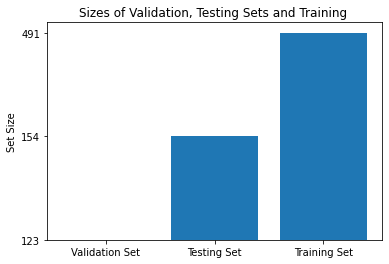 Sizes of Validation, Testing Sets and Training
491
154
123
Set Size
Validation Set
Testing Set
Training Set